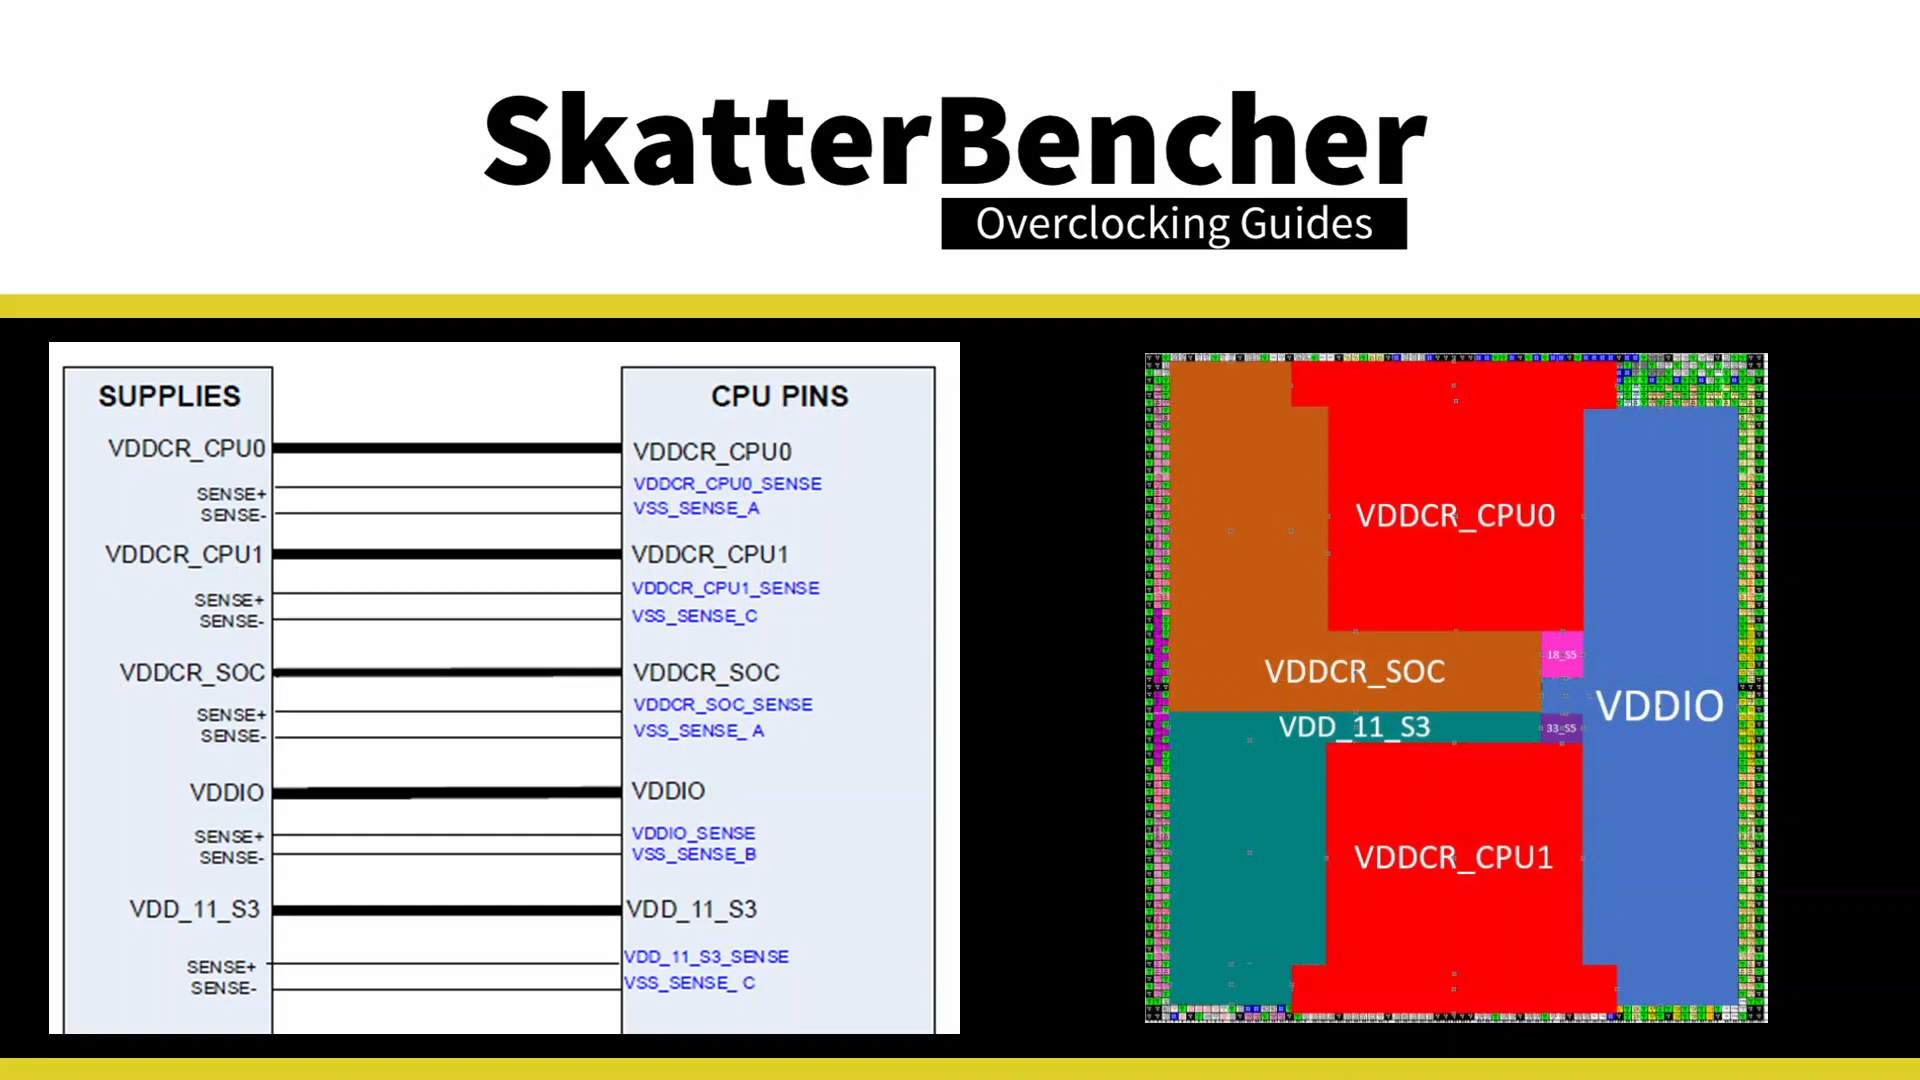 SkatterBencher
Overclocking Guides
SUPPLIES
CPU PINS
VDDCR_CPU0
VDDCR_CPU0
SENSE+
VDDCR_CPU0_SENSE
SENSE-
VSS_SENSE_A
VDDCR_CPU1
VDDCR_CPU1
SENSE+
VDDCR_CPU1_SENSE
SENSE-
VSS_SENSE_C
VDDCR_SOC
VDDCR_SOC
SENSE+
VDDCR_SOC_SENSE
SENSE-
VSS_SENSE_ A
VDDIO
VDDIO
SENSE+
VDDIO_SENSE
SENSE-
VSS_SENSE_B
VDD_11_S3
VDD_11_S3
SENSE+
VDD_11_S3_SENSE
SENSE-
VSS_SENSE_ C
VDDCR_CPU0
18_S5
VDDCR_SOC
VDDIO
VDD_11_S3
33_S5
VDDCR_CPU1